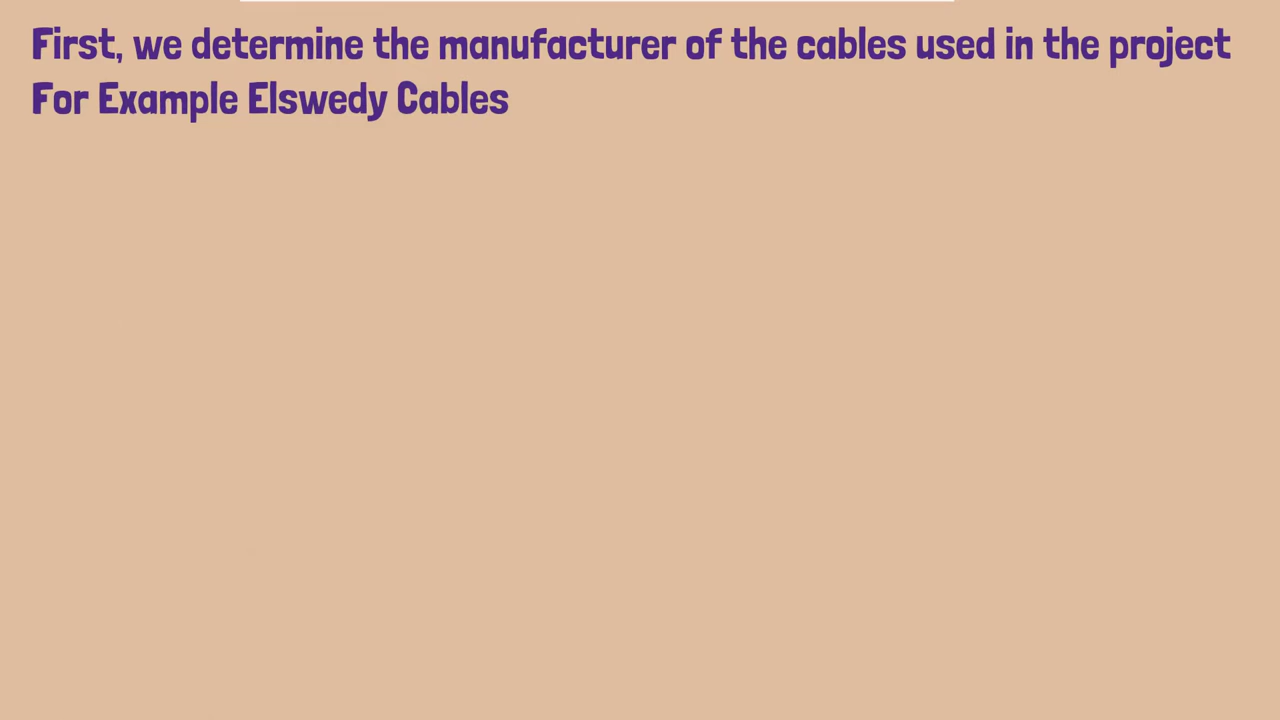 First, we determine the manufacturer of the cables used in the project
For Example Elswedy Cables